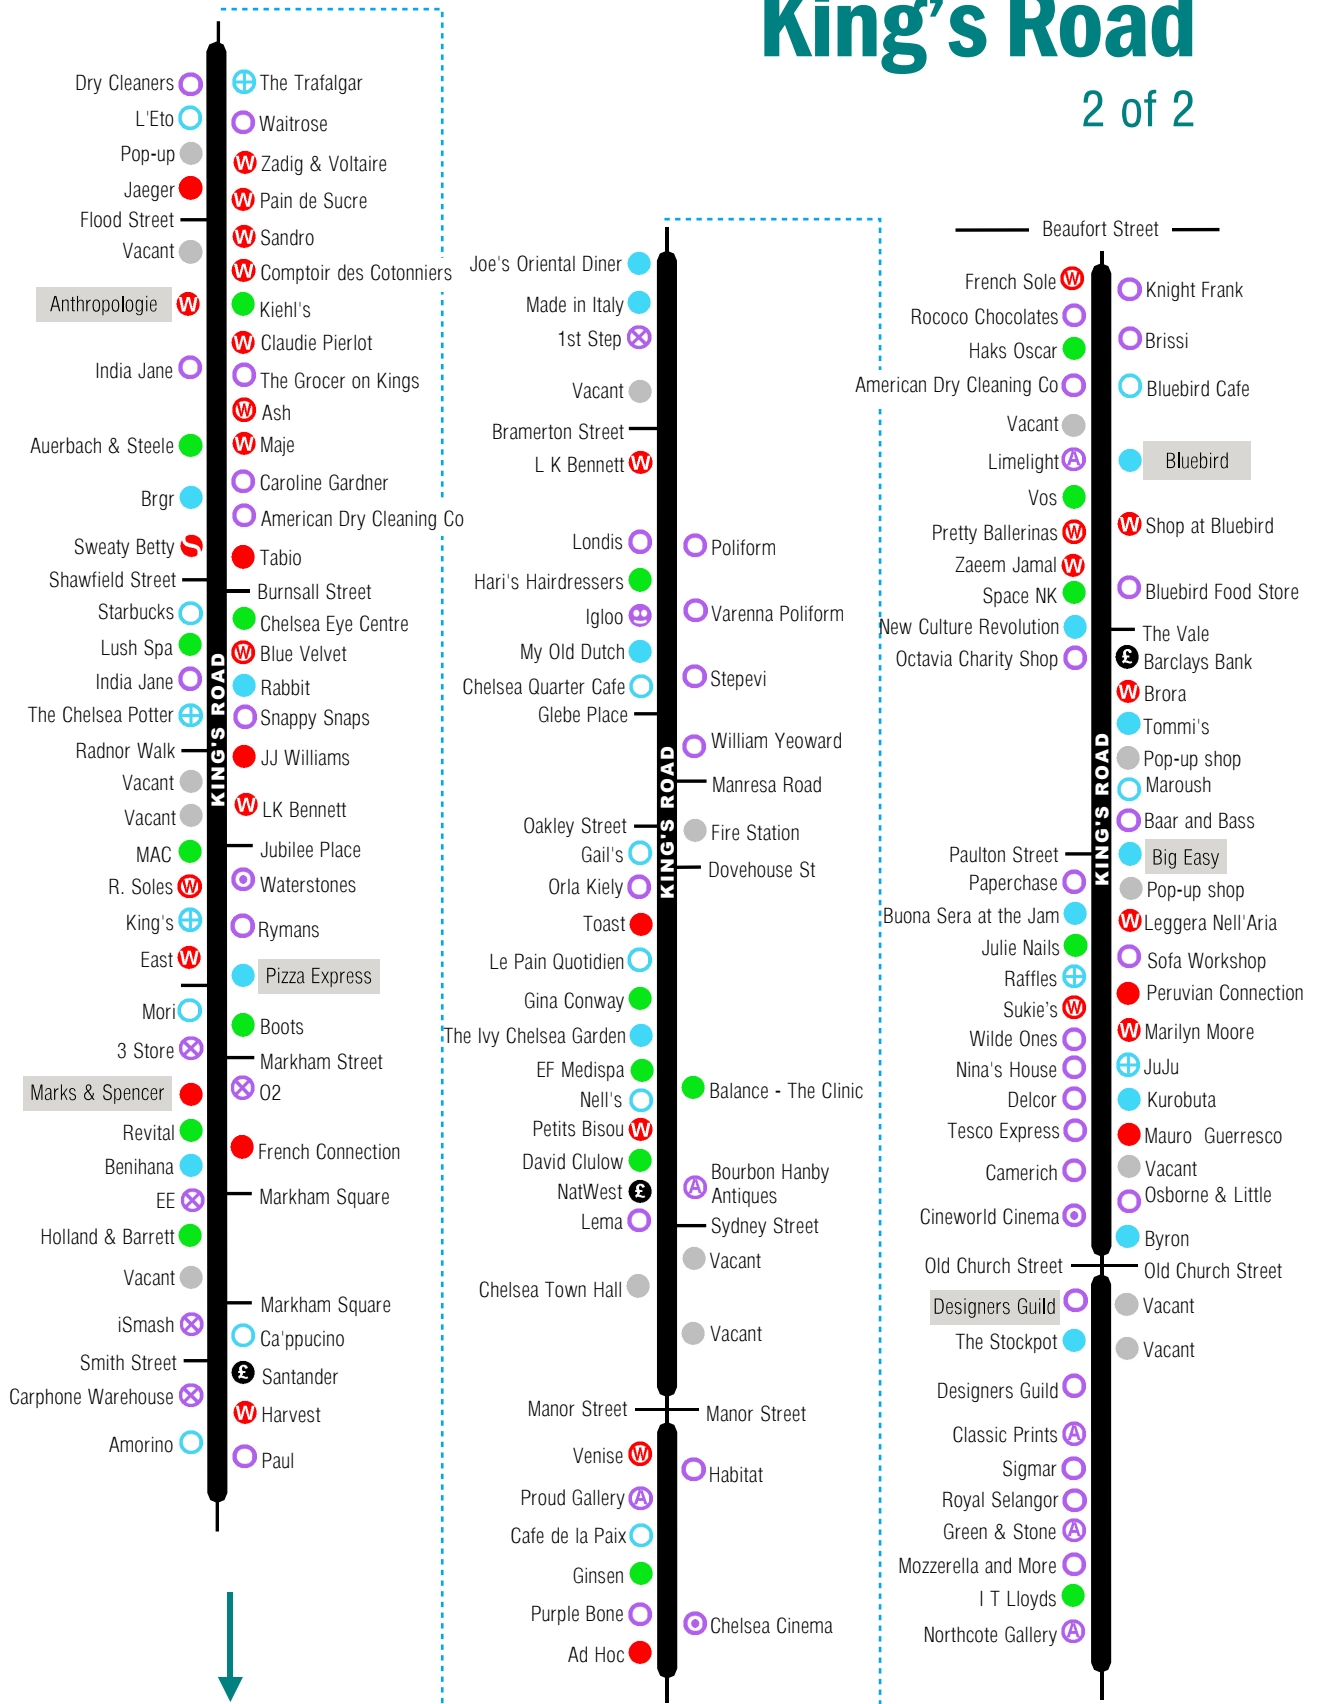 King's Road
2 of 2
Dry Cleaners
L'Eto
Pop-up
Jaeger
Flood Street
Vacant
Anthropologie
W
India Jane
Auerbach & Steele
Brgr
Sweaty Betty
S
Shawfield Street
Starbucks
Lush Spa
India Jane
The Chelsea Potter
Radnor Walk
Vacant
Vacant
MAC
R. Soles
W
King's
East
W
Mori
3 Store
Marks & Spencer
Revital
Benihana
EE
Holland & Barrett
Vacant
iSmash
Smith Street
Carphone Warehouse
Amorino
KING'S ROAD
The Trafalgar
Waitrose
W Zadig & Voltaire
W Pain de Sucre
W Sandro
W Comptoir des Cotonniers
Kiehl's
W Claudie Pierlot
The Grocer on Kings
W Ash
W Maje
Caroline Gardner
American Dry Cleaning Co
Tabio
Burnsall Street
Chelsea Eye Centre
W Blue Velvet
Rabbit
Snappy Snaps
JJ Williams
W LK Bennett
Jubilee Place
Waterstones
Rymans
Pizza Express
Boots
Markham Street
O2
French Connection
Markham Square
Markham Square
Ca'ppucino
£ Santander
W Harvest
Paul
Joe's Oriental Diner
Made in Italy
1st Step
Vacant
Bramerton Street
L K Bennett W
Londis
Hari's Hairdressers
Igloo
My Old Dutch
Chelsea Quarter Cafe
Glebe Place
Oakley Street
Gail's
Orla Kiely
Toast
Le Pain Quotidien
Gina Conway
The Ivy Chelsea Garden
EF Medispa
Nell's
Petits Bisou W
David Clulow
NatWest £
Lema
Chelsea Town Hall
Manor Street
Venise W
Proud Gallery A
Cafe de la Paix
Ginsen
Purple Bone
Ad Hoc
KING'S ROAD
Poliform
Varenna Poliform
Stepevi
William Yeoward
Manresa Road
Fire Station
Dovehouse St
Balance - The Clinic
A Bourbon Hanby
Antiques
Sydney Street
Vacant
Vacant
Manor Street
Habitat
Chelsea Cinema
Beaufort Street
French Sole W
Rococo Chocolates
Haks Oscar
American Dry Cleaning Co
Vacant
Limelight A
Vos
Pretty Ballerinas W
Zaeem Jamal W
Space NK
New Culture Revolution
Octavia Charity Shop
Paulton Street
Paperchase
Buona Sera at the Jam
Julie Nails
Raffles
Sukie's W
Wilde Ones
Nina's House
Delcor
Tesco Express
Camerich
Cineworld Cinema
Old Church Street
Designers Guild
The Stockpot
Designers Guild
Classic Prints A
Sigmar
Royal Selangor
Green & Stone A
Mozzerella and More
I T Lloyds
Northcote Gallery A
KING'S ROAD
Knight Frank
Brissi
Bluebird Cafe
Bluebird
W Shop at Bluebird
Bluebird Food Store
The Vale
£ Barclays Bank
W Brora
Tommi's
Pop-up shop
Maroush
Baar and Bass
Big Easy
Pop-up shop
W Leggera Nell'Aria
Sofa Workshop
Peruvian Connection
W Marilyn Moore
JuJu
Kurobuta
Mauro Guerresco
Vacant
Osborne & Little
Byron
Old Church Street
Vacant
Vacant